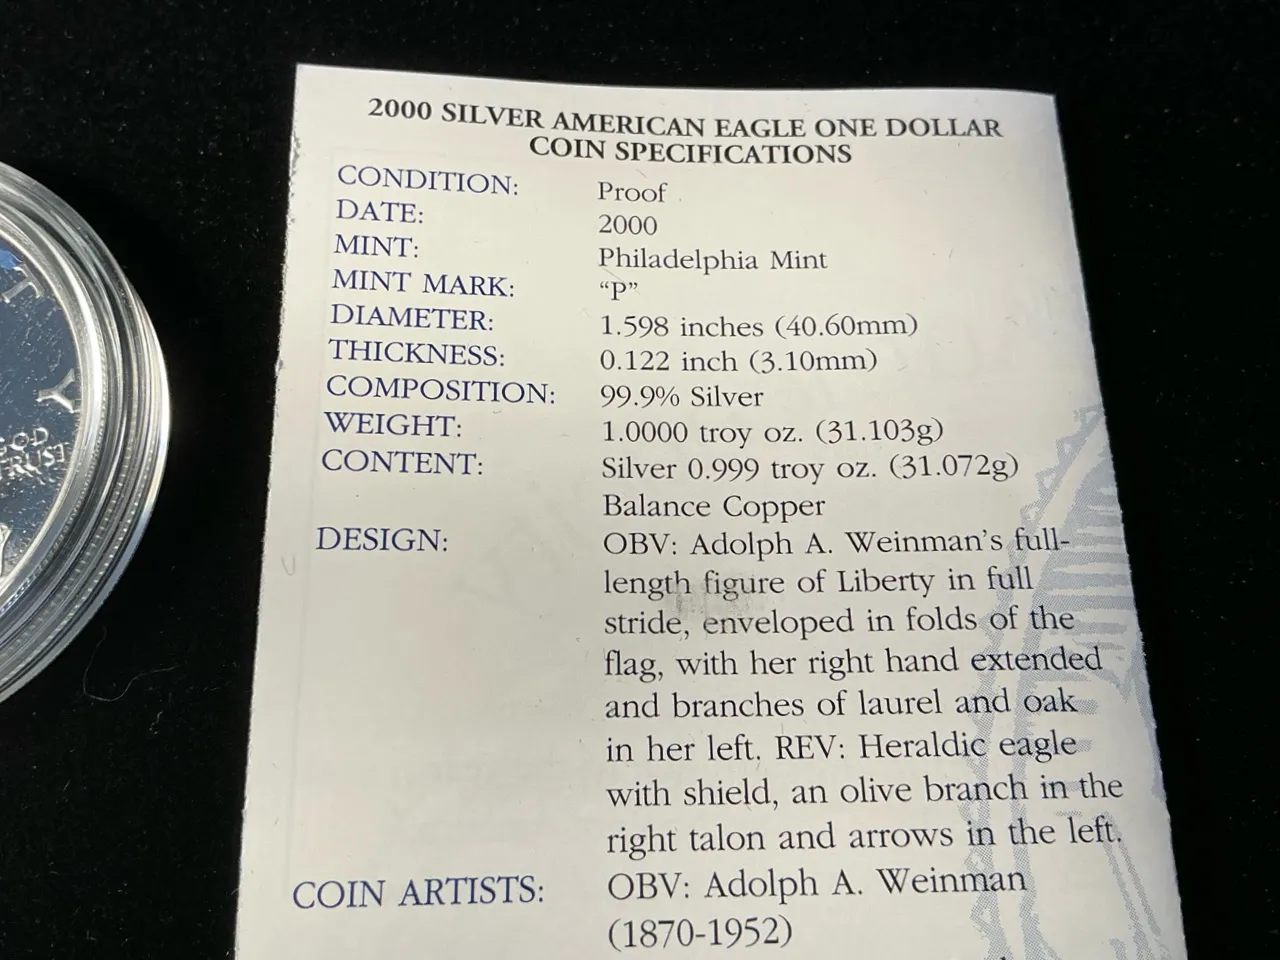 2000 SILVER AMERICAN EAGLE ONE DOLLAR
COIN SPECIFICATIONS
CONDITION: Proof
DATE: 2000
MINT: Philadelphia Mint
MINT MARK: “P”
DIAMETER: 1.598 inches (40.60mm)
THICKNESS: 0.122 inch (3.10mm)
COMPOSITION: 99.9% Silver
WEIGHT: 1.0000 troy oz. (31.103g)
CONTENT: Silver 0.999 troy oz. (31.072g)
Balance Copper
DESIGN: OBV: Adolph A. Weinman’s full-
length figure of Liberty in full
stride, enveloped in folds of the
flag, with her right hand extended
and branches of laurel and oak
in her left. REV: Heraldic eagle
with shield, an olive branch in the
right talon and arrows in the left.
COIN ARTISTS: OBV: Adolph A. Weinman
(1870-1952)
T
Y
GOD
TRUST